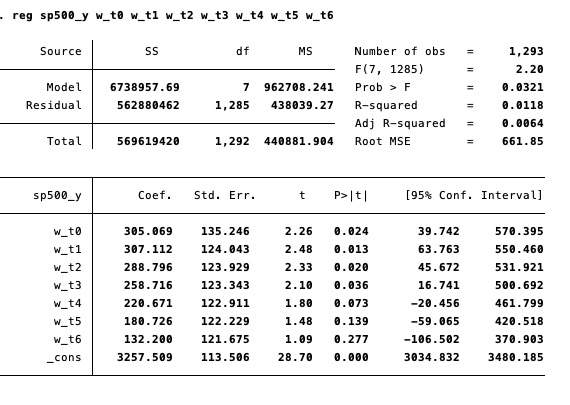 . reg sp500_y w_t0 w_t1 w_t2 w_t3 w_t4 w_t5 w_t6
Source SS df MS Number of obs = 1,293
F(7, 1285) = 2.20
Model 6738957.69 7 962708.241 Prob > F = 0.0321
Residual 562880462 1,285 438039.27 R-squared = 0.0118
Adj R-squared = 0.0064
Total 569619420 1,292 440881.904 Root MSE = 661.85
sp500_y Coef. Std. Err. t P>|t| [95% Conf. Interval]
w_t0 305.069 135.246 2.26 0.024 39.742 570.395
w_t1 307.112 124.043 2.48 0.013 63.763 550.460
w_t2 288.796 123.929 2.33 0.020 45.672 531.921
w_t3 258.716 123.343 2.10 0.036 16.741 500.692
w_t4 220.671 122.911 1.80 0.073 -20.456 461.799
w_t5 180.726 122.229 1.48 0.139 -59.065 420.518
w_t6 132.200 121.675 1.09 0.277 -106.502 370.903
_cons 3257.509 113.506 28.70 0.000 3034.832 3480.185